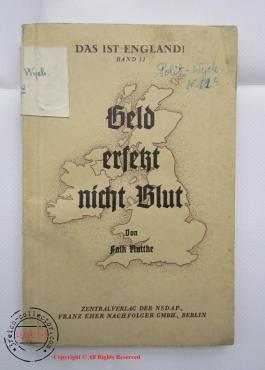 DAS IST ENGLAND!
BAND 11
Wyck.
Geld
ersetzt
nicht Blut
Von
Falk Ruttke
ZENTRALVERLAG DER NSDAP.,
FRANZ EHER NACHFOLGER GMBH., BERLIN
Copyright © All Rights Reserved